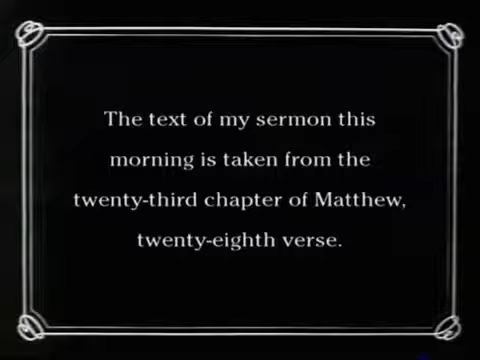 The text of my sermon this
morning is taken from the
twenty-third chapter of Matthew,
twenty-eighth verse.